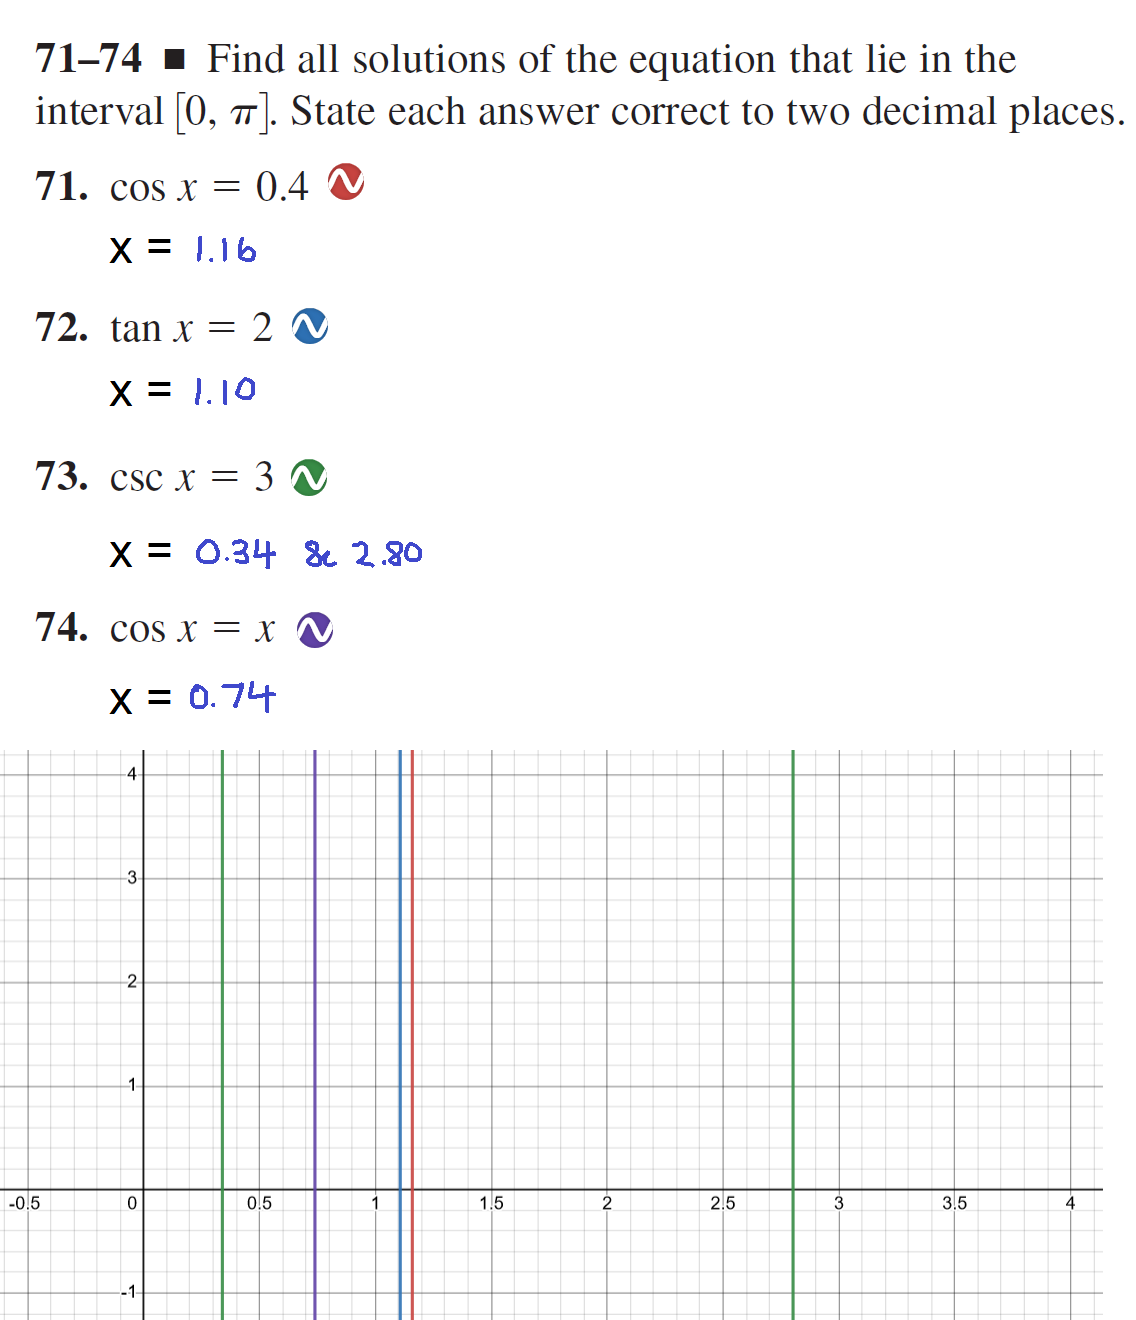 71–74 ■ Find all solutions of the equation that lie in the
interval [0, π]. State each answer correct to two decimal places.
71. cos x = 0.4
x = 1.16
72. tan x = 2
x = 1.10
73. csc x = 3
x = 0.34 & 2.80
74. cos x = x
x = 0.74
4
3
2
1
-0.5 0 0.5 1 1.5 2 2.5 3 3.5 4
-1